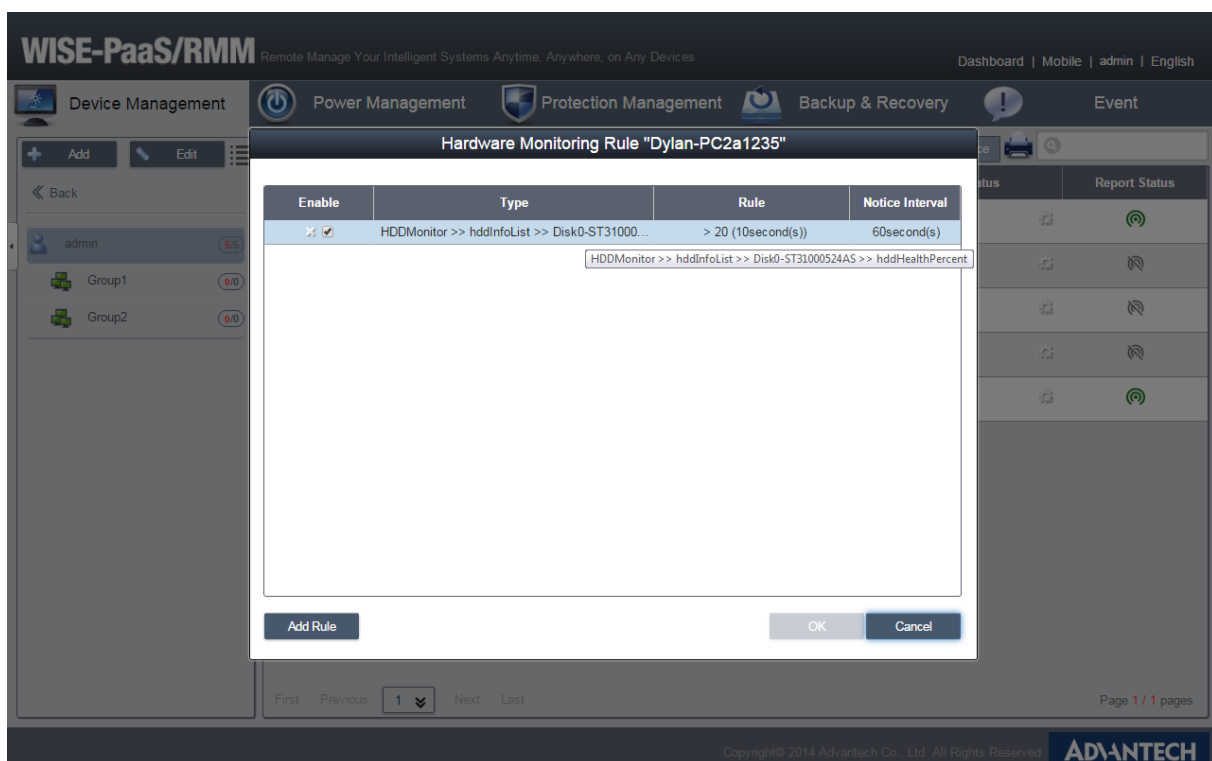 WISE-PaaS/RMM Remote Manage Your Intelligent Systems Anytime, Anywhere, on Any Devices
Dashboard | Mobile | admin | English
Device Management Power Management Protection Management Backup & Recovery Event
Hardware Monitoring Rule "Dylan-PC2a1235"
Add Edit
Back
admin 5/5
Group1 0/0
Group2 0/0
Report Status
Enable Type Rule Notice Interval
HDDMonitor >> hddInfoList >> Disk0-ST31000... > 20 (10second(s)) 60second(s)
HDDMonitor >> hddInfoList >> Disk0-ST31000524AS >> hddHealthPercent
Add Rule OK Cancel
First Previous 1 Next Last Page 1 / 1 pages
Copyright© 2014 Advantech Co., Ltd. All Rights Reserved ADVANTECH